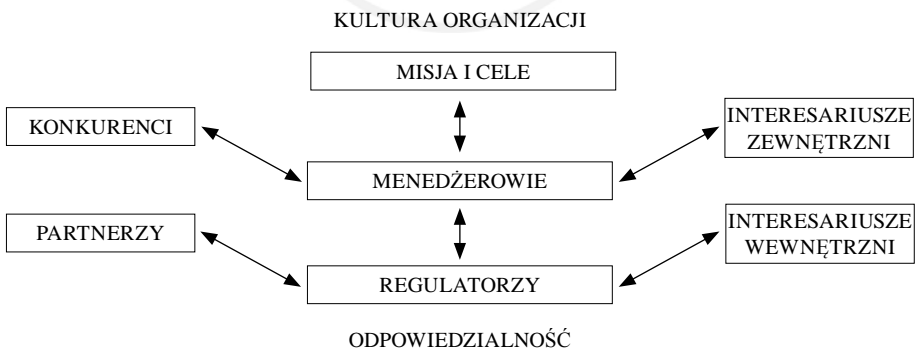 KULTURA ORGANIZACJI
MISJA I CELE
KONKURENCI
INTERESARIUSZE
ZEWNĘTRZNI
MENEDŻEROWIE
PARTNERZY
INTERESARIUSZE
WEWNĘTRZNI
REGULATORZY
ODPOWIEDZIALNOŚĆ